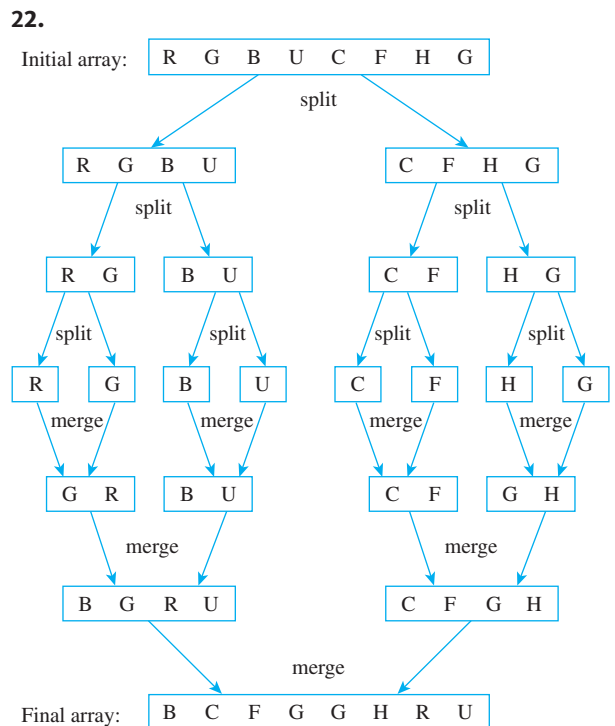 22.
Initial array: R G B U C F H G
split
R G B U C F H G
split split
R G B U C F H G
split split split split
R G B U C F H G
merge merge merge merge
G R B U C F G H
merge merge
B G R U C F G H
merge
Final array: B C F G G H R U